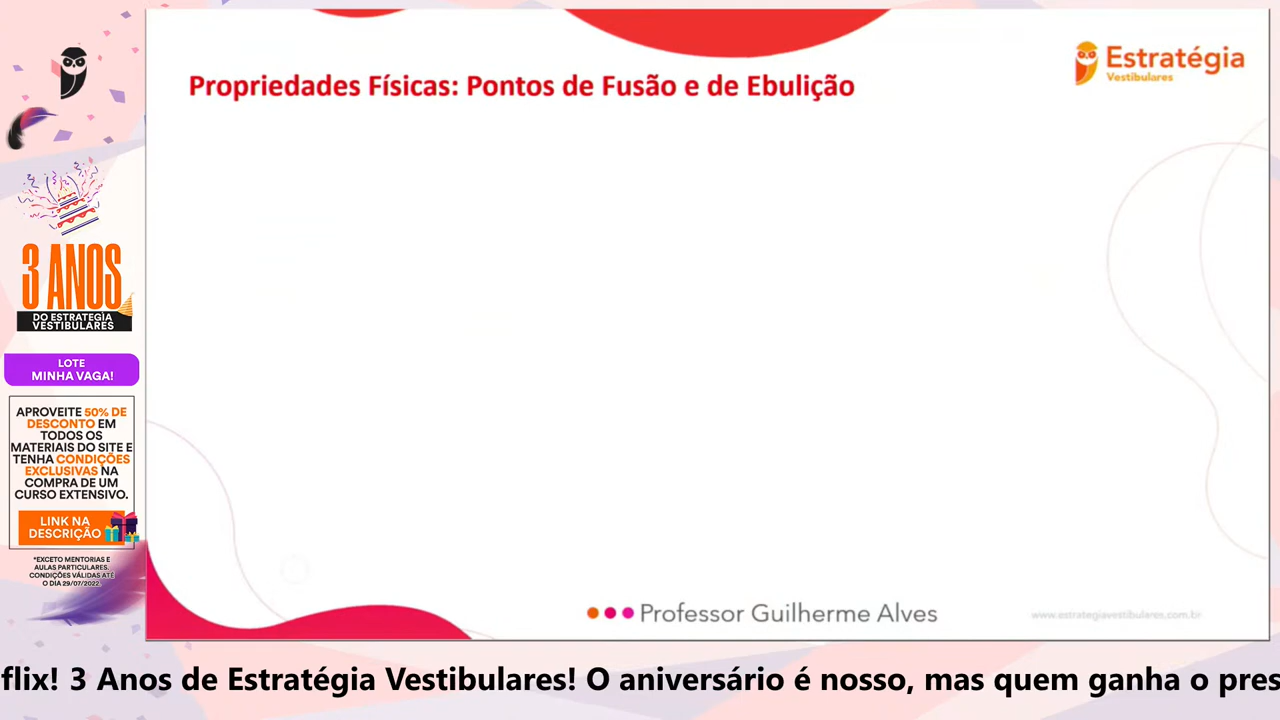 Propriedades Físicas: Pontos de Fusão e de Ebulição
Estratégia
Vestibulares
3 ANOS
DO ESTRATEGIA
VESTIBULARES
LOTE
MINHA VAGA!
APROVEITE 50% DE
DESCONTO EM
TODOS OS
MATERIAIS DO SITE E
TENHA CONDIÇÕES
EXCLUSIVAS NA
COMPRA DE UM
CURSO EXTENSIVO.
LINK NA
DESCRIÇÃO
*EXCETO MENTORIAS E
AULAS PARTICULARES.
CONDIÇÕES VÁLIDAS ATÉ
O DIA 29/07/2022.
Professor Guilherme Alves
www.estrategiavestibulares.com.br
flix! 3 Anos de Estratégia Vestibulares! O aniversário é nosso, mas quem ganha o pres